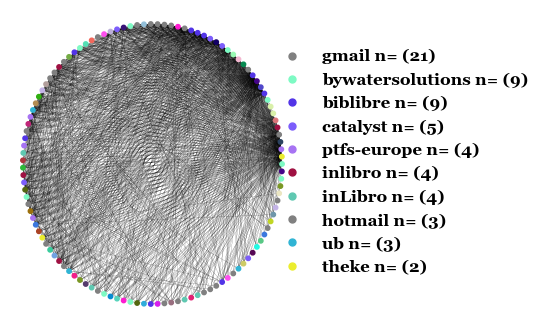 gmail n= (21)
bywatersolutions n= (9)
biblibre n= (9)
catalyst n= (5)
ptfs-europe n= (4)
inlibro n= (4)
inLibro n= (4)
hotmail n= (3)
ub n= (3)
theke n= (2)